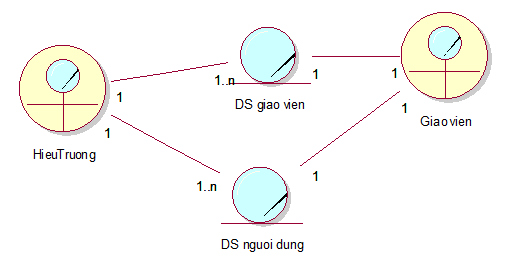 1
1..n
1
1
DS giao vien
HieuTruong
1
1..n
1
1
Giaovien
DS nguoi dung